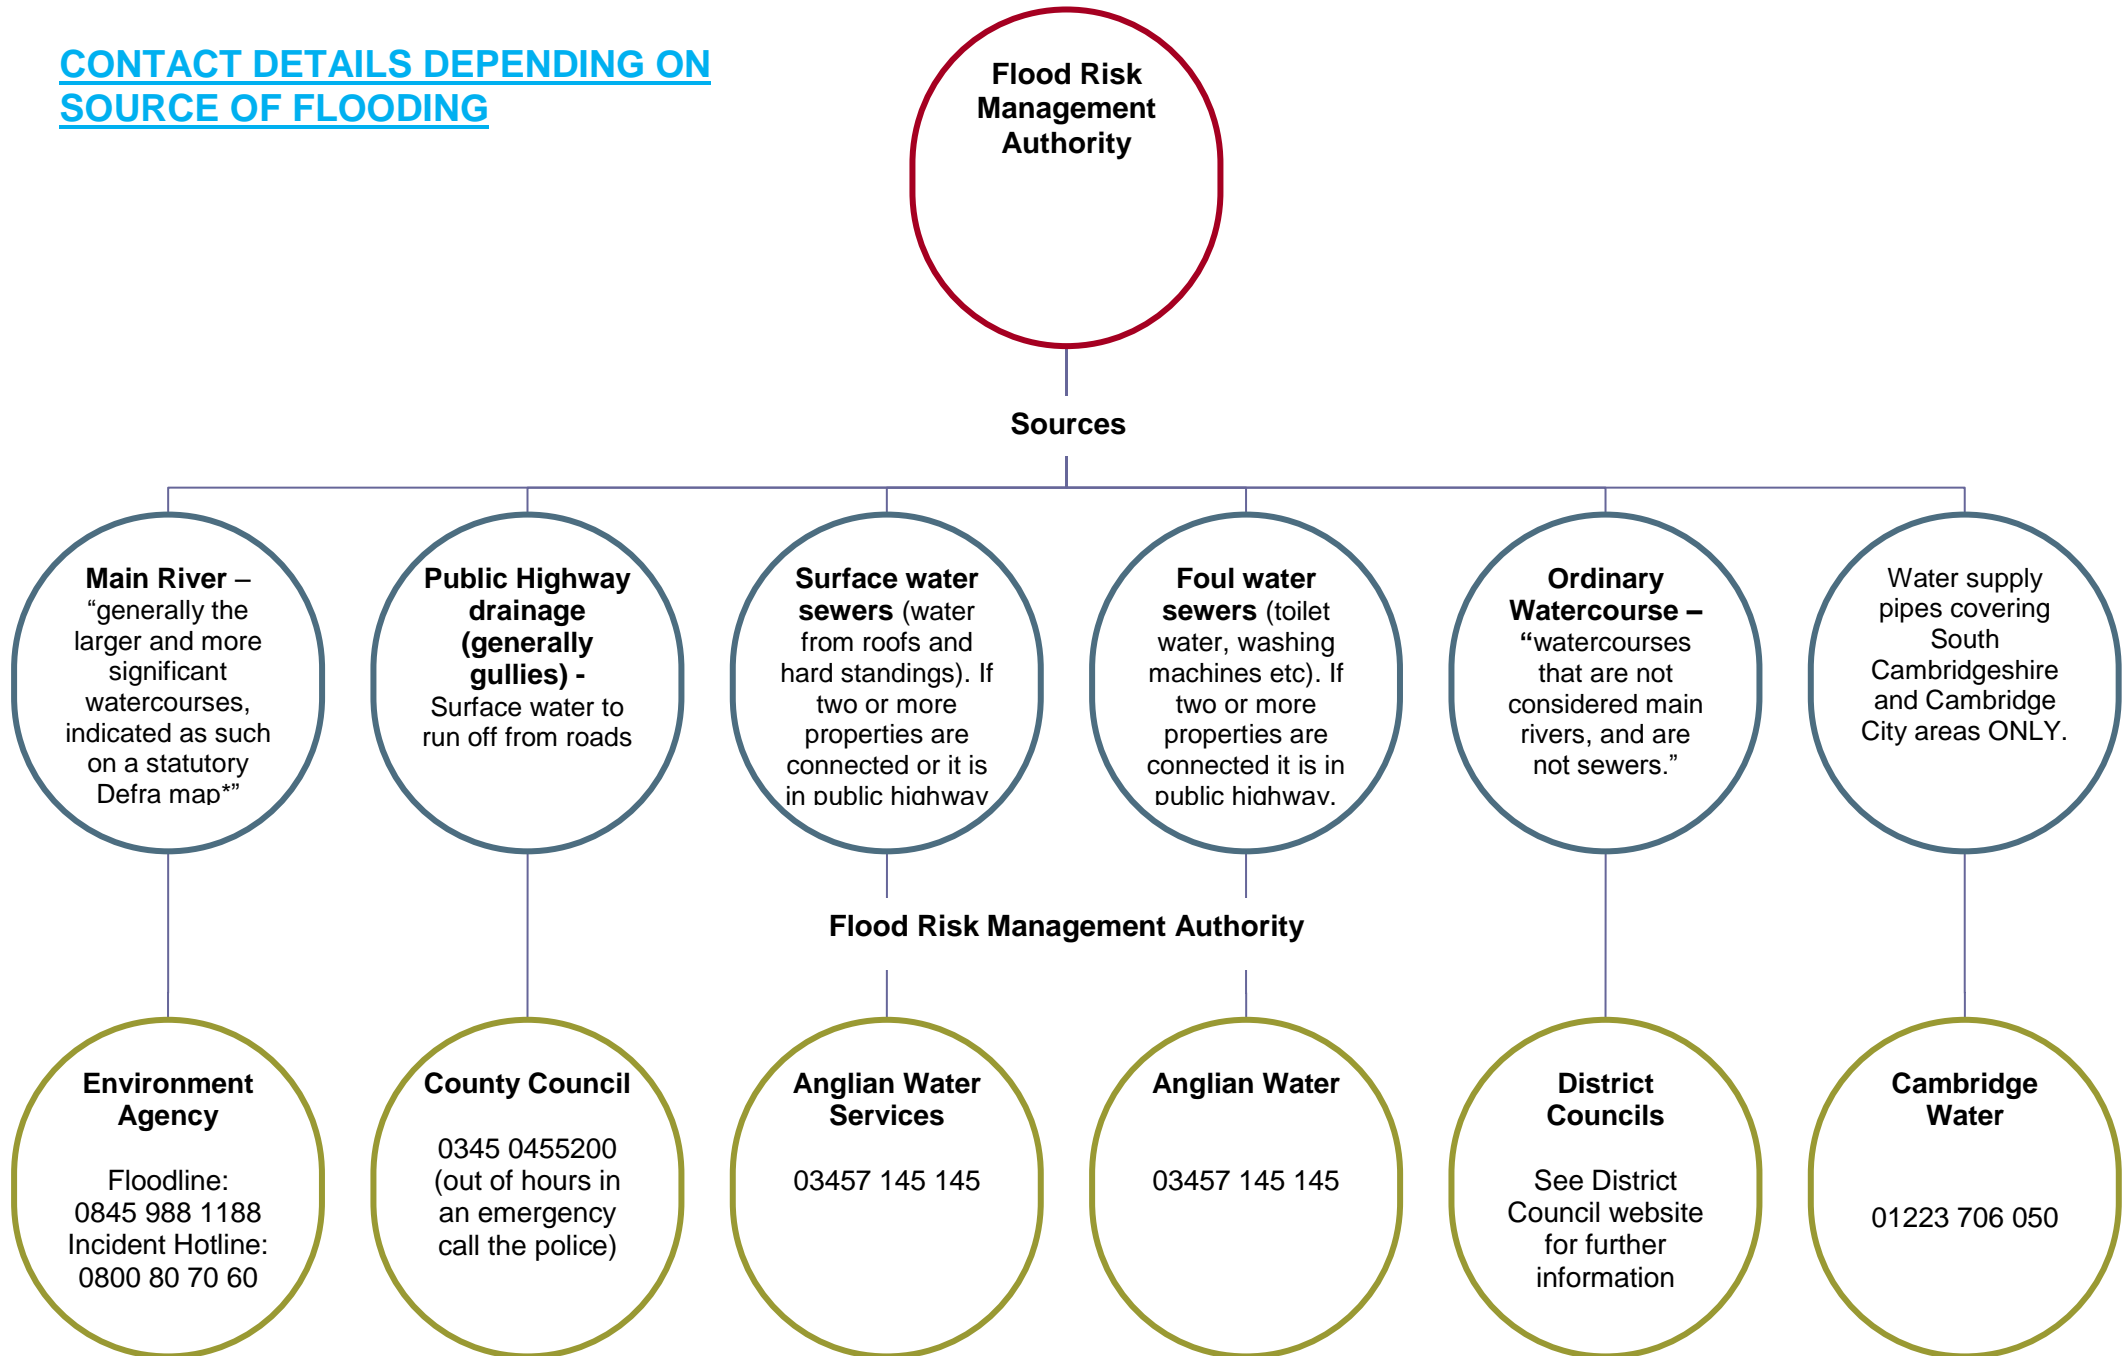 CONTACT DETAILS DEPENDING ON
SOURCE OF FLOODING
Flood Risk
Management
Authority
Sources
Main River –
“generally the
larger and more
significant
watercourses,
indicated as such
on a statutory
Defra map*”
Public Highway
drainage
(generally
gullies) -
Surface water to
run off from roads
Surface water
sewers (water
from roofs and
hard standings). If
two or more
properties are
connected or it is
in public highway
Foul water
sewers (toilet
water, washing
machines etc). If
two or more
properties are
connected it is in
public highway.
Ordinary
Watercourse –
“watercourses
that are not
considered main
rivers, and are
not sewers.”
Water supply
pipes covering
South
Cambridgeshire
and Cambridge
City areas ONLY.
Flood Risk Management Authority
Environment
Agency
Floodline:
0845 988 1188
Incident Hotline:
0800 80 70 60
County Council
0345 0455200
(out of hours in
an emergency
call the police)
Anglian Water
Services
03457 145 145
Anglian Water
03457 145 145
District
Councils
See District
Council website
for further
information
Cambridge
Water
01223 706 050